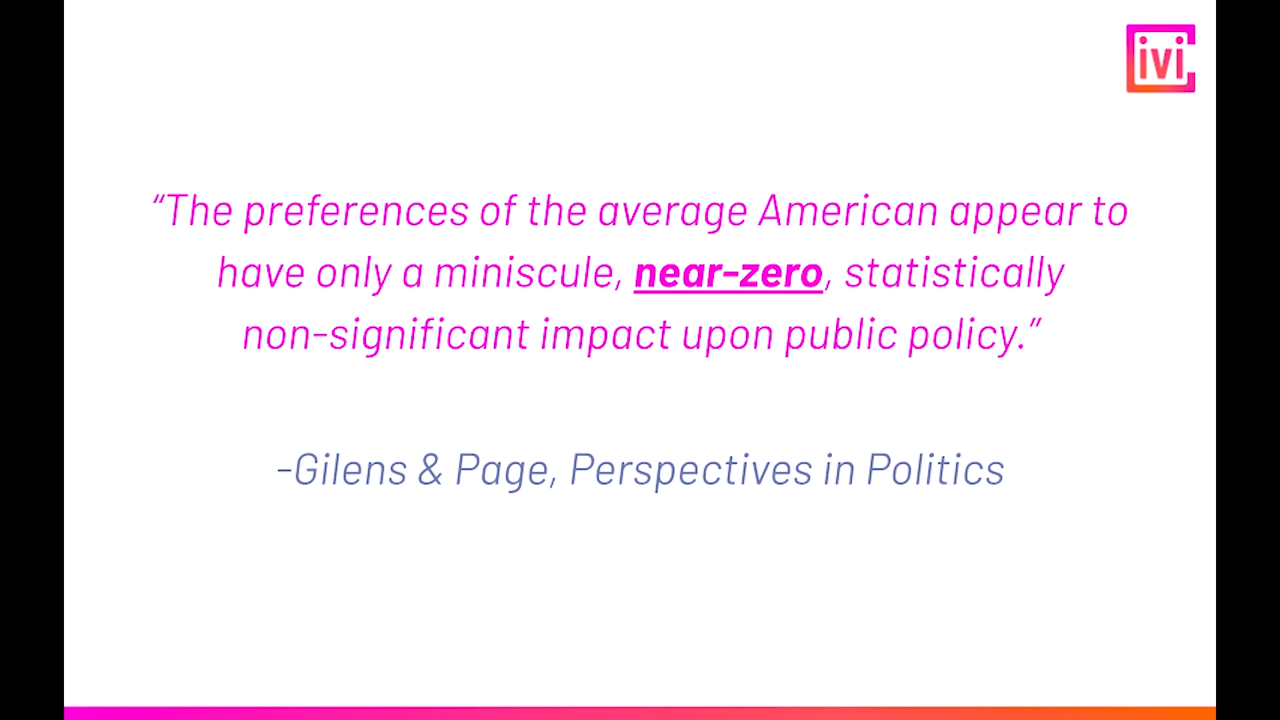 Civi
“The preferences of the average American appear to
have only a miniscule, near-zero, statistically
non-significant impact upon public policy.”
-Gilens & Page, Perspectives in Politics